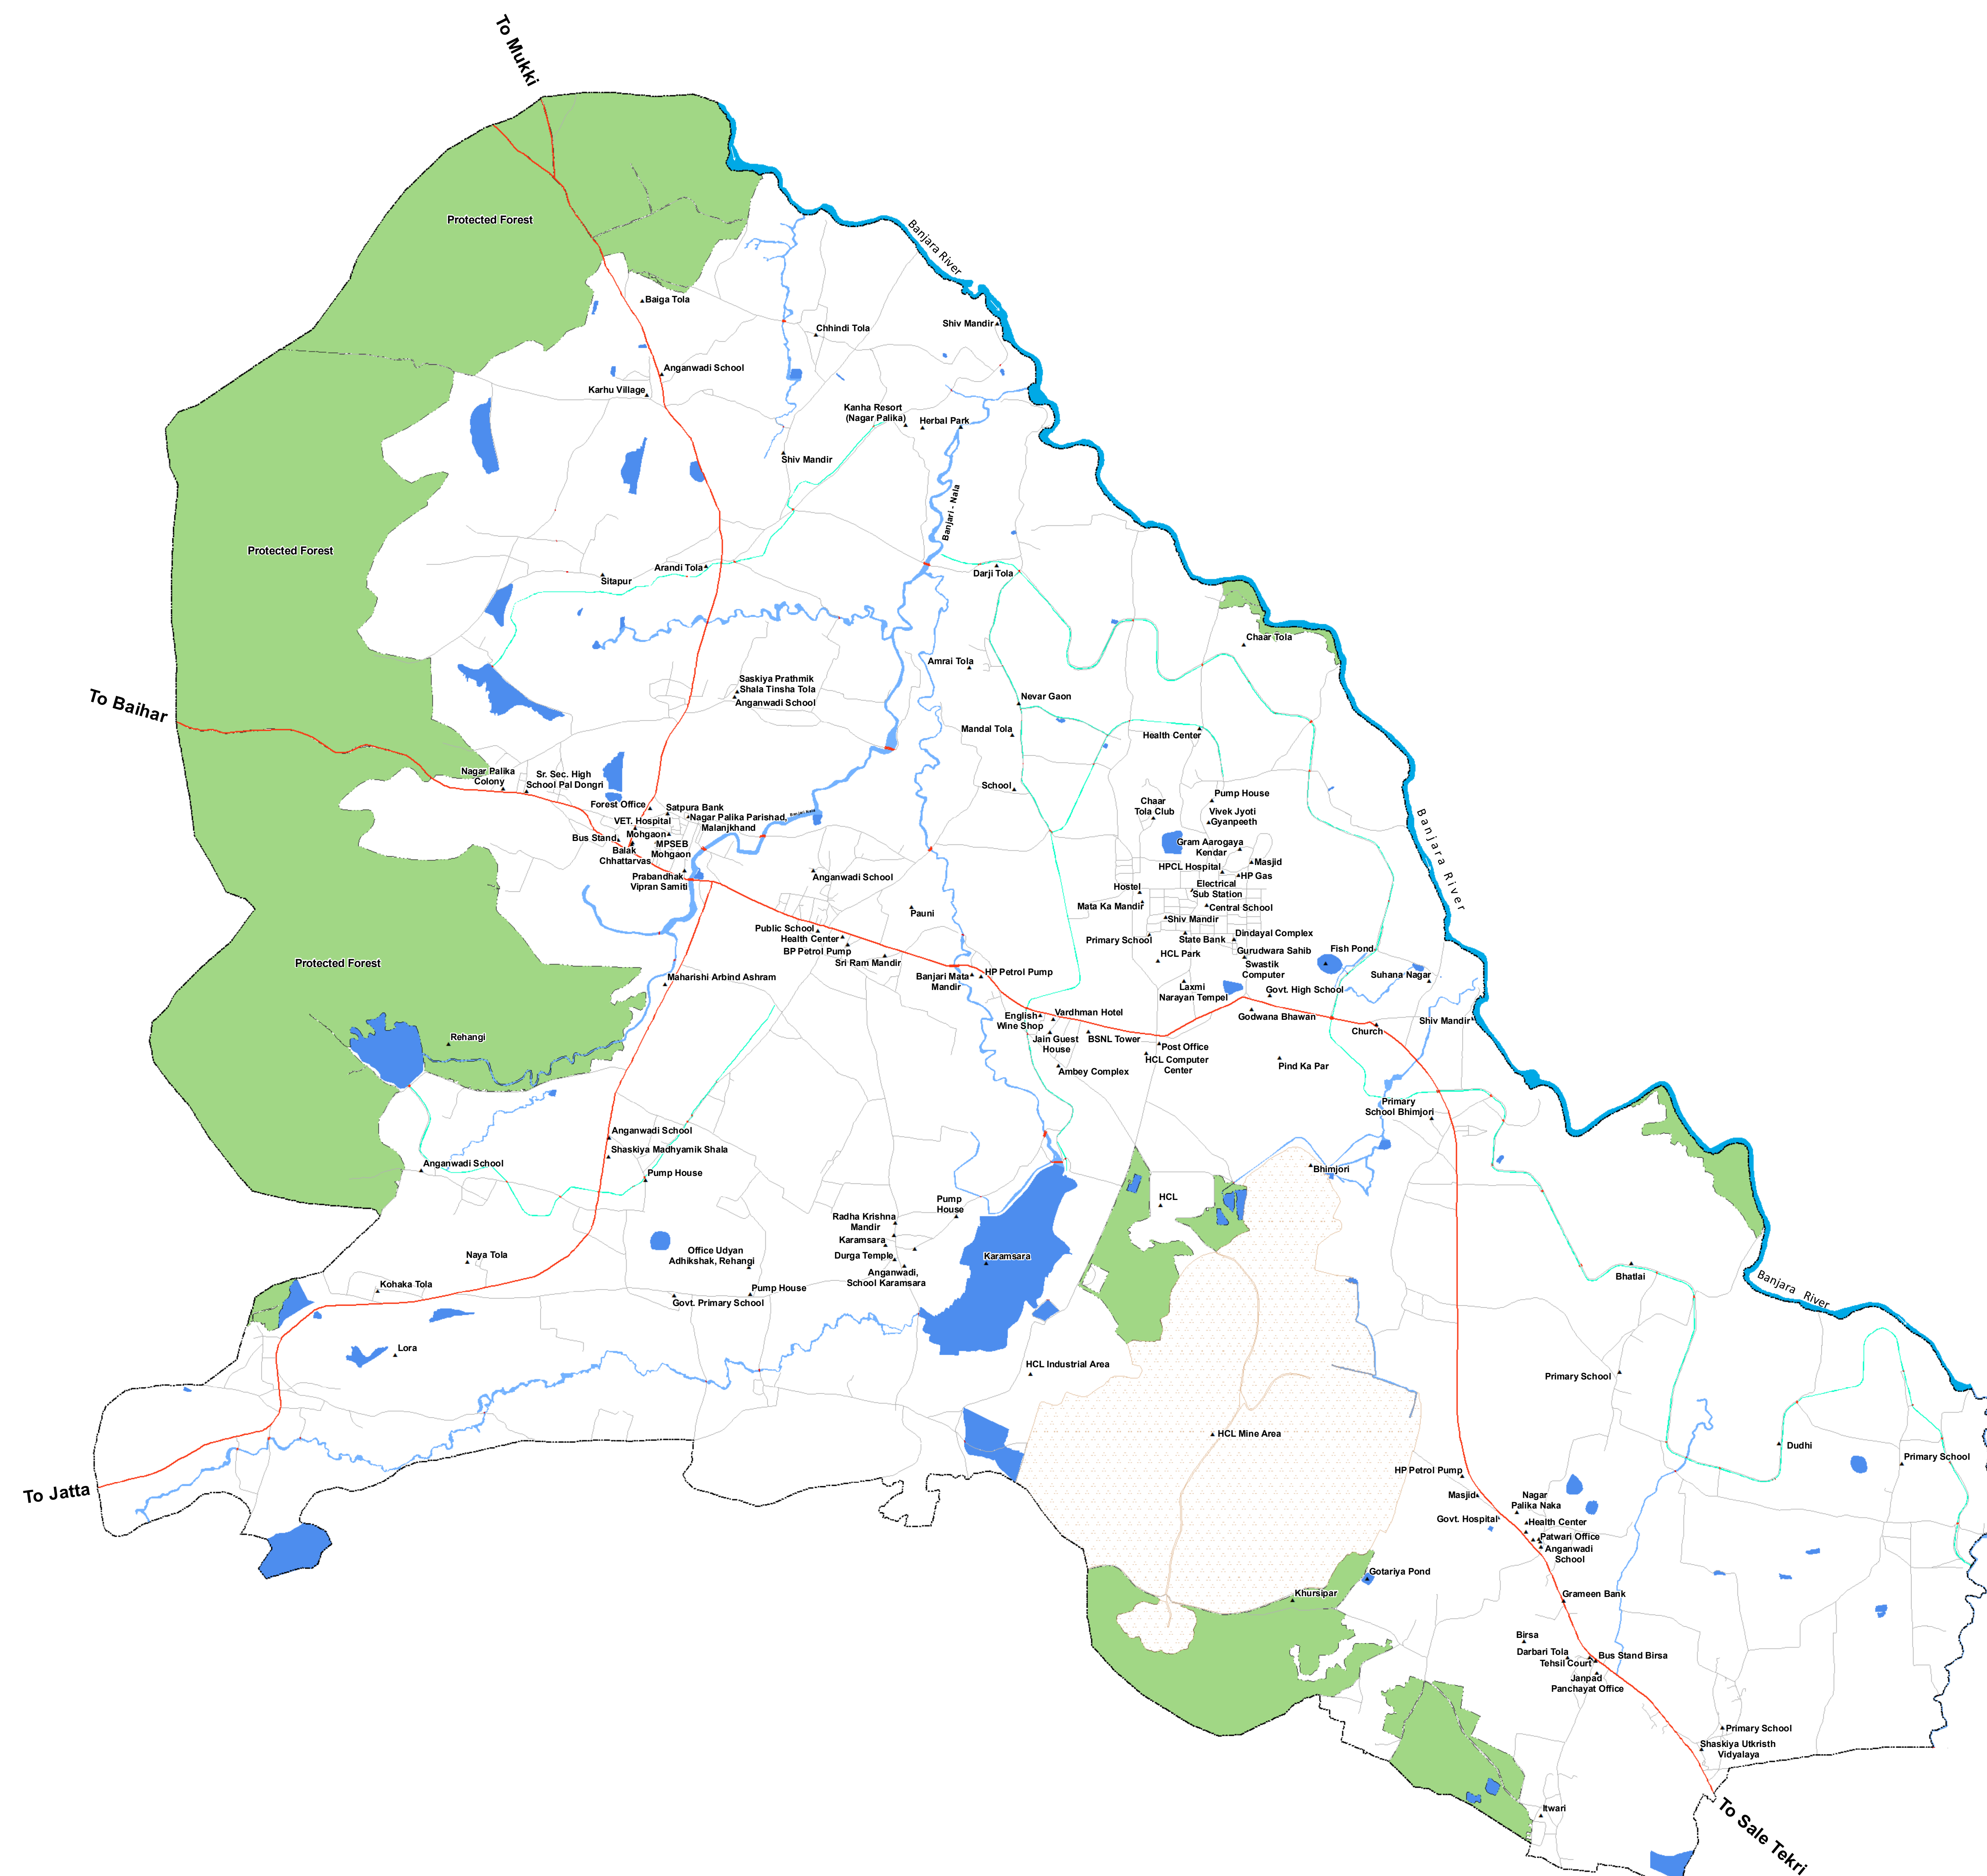 To Mukki
Protected Forest
Banjara River
Baiga Tola
Chhindi Tola
Shiv Mandir
Anganwadi School
Karhu Village
Kanha Resort
(Nagar Palika)
Herbal Park
Shiv Mandir
Banjari - Nala
Protected Forest
Sitapur
Arandi Tola
Darji Tola
Chaar Tola
Amrai Tola
Saskiya Prathmik
Shala Tinsha Tola
Anganwadi School
Nevar Gaon
To Baihar
Mandal Tola
Health Center
Nagar Palika
Colony
Sr. Sec. High
School Pal Dongri
School
Forest Office
Satpura Bank
Nagar Palika Parishad,
Malanjkhand
VET. Hospital
Bus Stand
Mohgaon
MPSEB
Mohgaon
Balak
Chhattarvas
Prabandhak
Vipran Samiti
Chaar
Tola Club
Pump House
Vivek Jyoti
Gyanpeeth
Gram Aarogaya
Kendar
Masjid
HPCL Hospital
HP Gas
Banjara River
Anganwadi School
Hostel
Electrical
Sub Station
Mata Ka Mandir
Central School
Pauni
Shiv Mandir
Public School
Health Center
BP Petrol Pump
Sri Ram Mandir
Primary School
State Bank
Dindayal Complex
HCL Park
Gurudwara Sahib
Swastik
Computer
Fish Pond
Suhana Nagar
Maharishi Arbind Ashram
Banjari Mata
Mandir
HP Petrol Pump
Laxmi
Narayan Tempel
Govt. High School
Protected Forest
English
Wine Shop
Vardhman Hotel
Godwana Bhawan
Church
Shiv Mandir
Rehangi
Jain Guest
House
BSNL Tower
Post Office
HCL Computer
Center
Ambey Complex
Pind Ka Par
Primary
School Bhimjori
Anganwadi School
Shaskiya Madhyamik Shala
Anganwadi School
Pump House
Bhimjori
HCL
Pump
House
Radha Krishna
Mandir
Karamsara
Durga Temple
Anganwadi,
School Karamsara
Karamsara
Naya Tola
Office Udyan
Adhikshak, Rehangi
Kohaka Tola
Pump House
Govt. Primary School
Bhatlai
Banjara River
Lora
HCL Industrial Area
Primary School
HCL Mine Area
Dudhi
Primary School
To Jatta
HP Petrol Pump
Masjid
Nagar
Palika Naka
Govt. Hospital
Health Center
Patwari Office
Anganwadi
School
Gotariya Pond
Khursipar
Grameen Bank
Birsa
Darbari Tola
Tehsil Court
Bus Stand Birsa
Janpad
Panchayat Office
Primary School
Shaskiya Utkristh
Vidyalaya
Itwari
To Sale Tekri